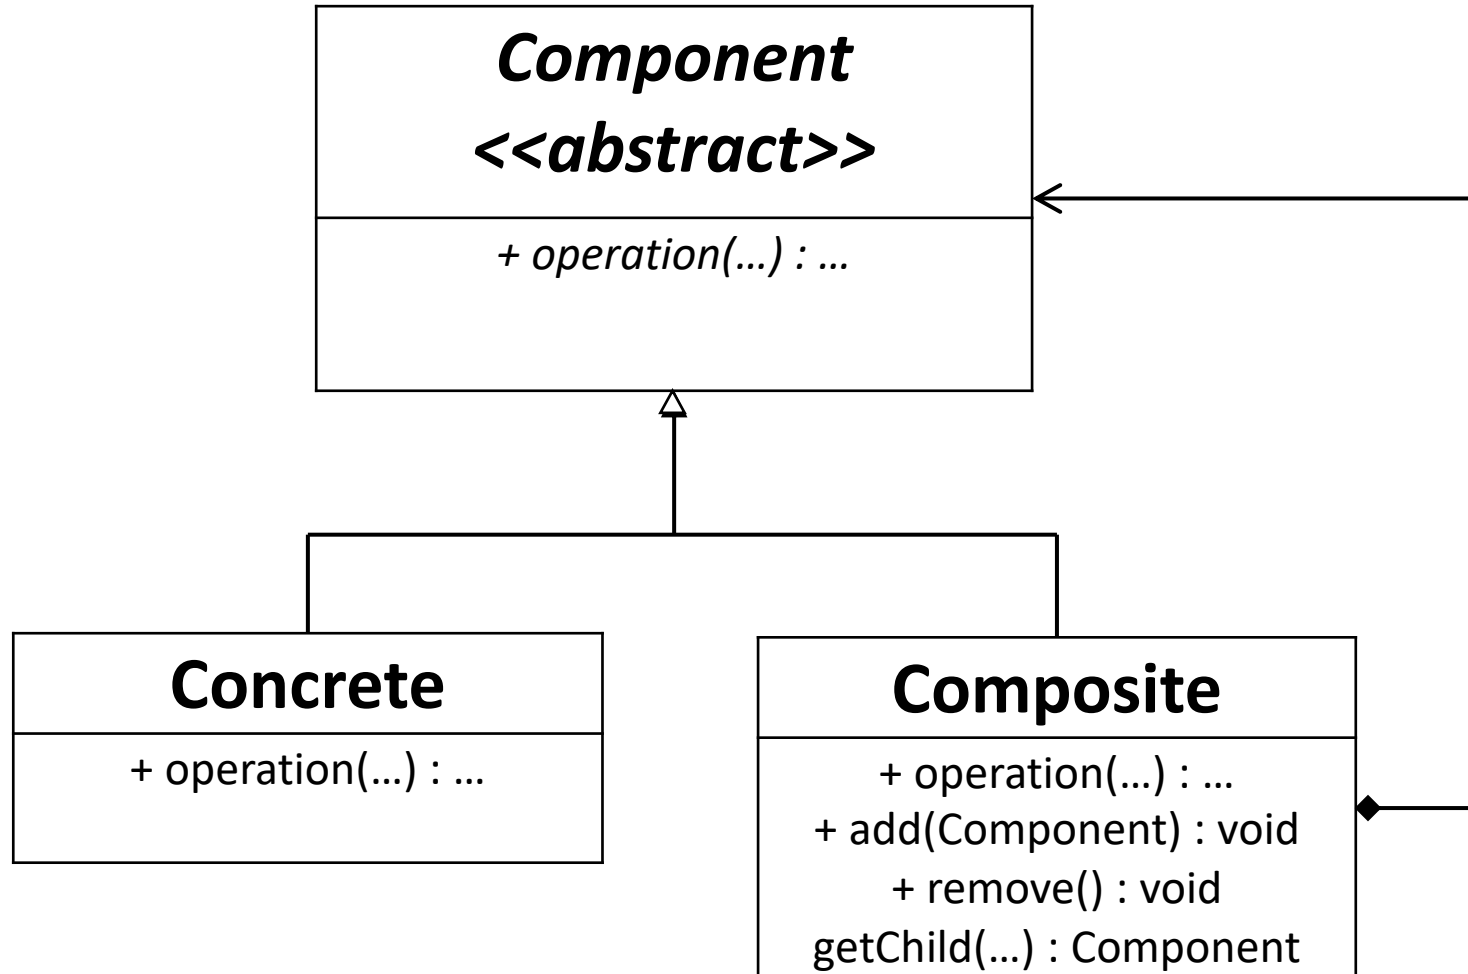 Component
<<abstract>>
+ operation(...) : ...
Concrete
+ operation(...) : ...
Composite
+ operation(...) : ...
+ add(Component) : void
+ remove() : void
getChild(...) : Component